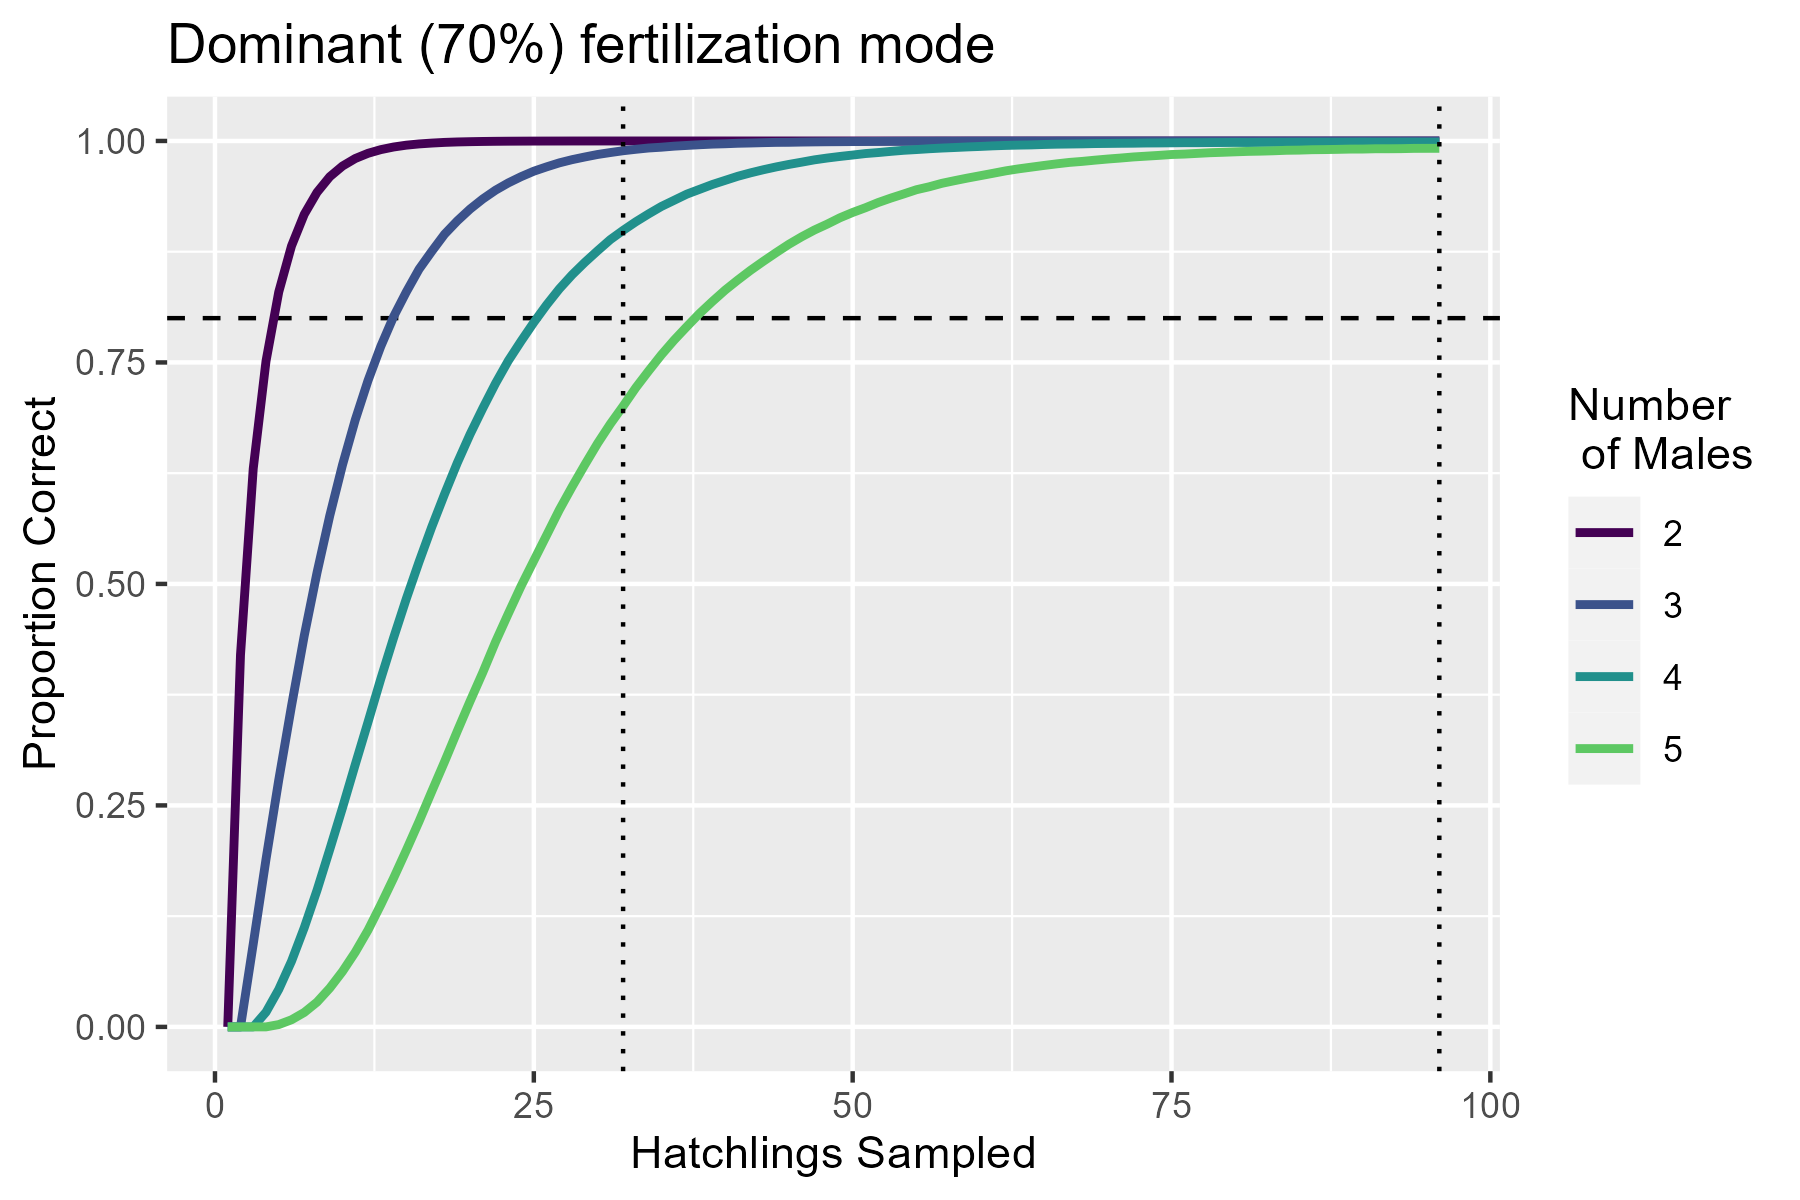 Dominant (70%) fertilization mode
1.00
0.75
0.50
0.25
0.00
Proportion Correct
0 25 50 75 100
Hatchlings Sampled
Number
of Males
2
3
4
5